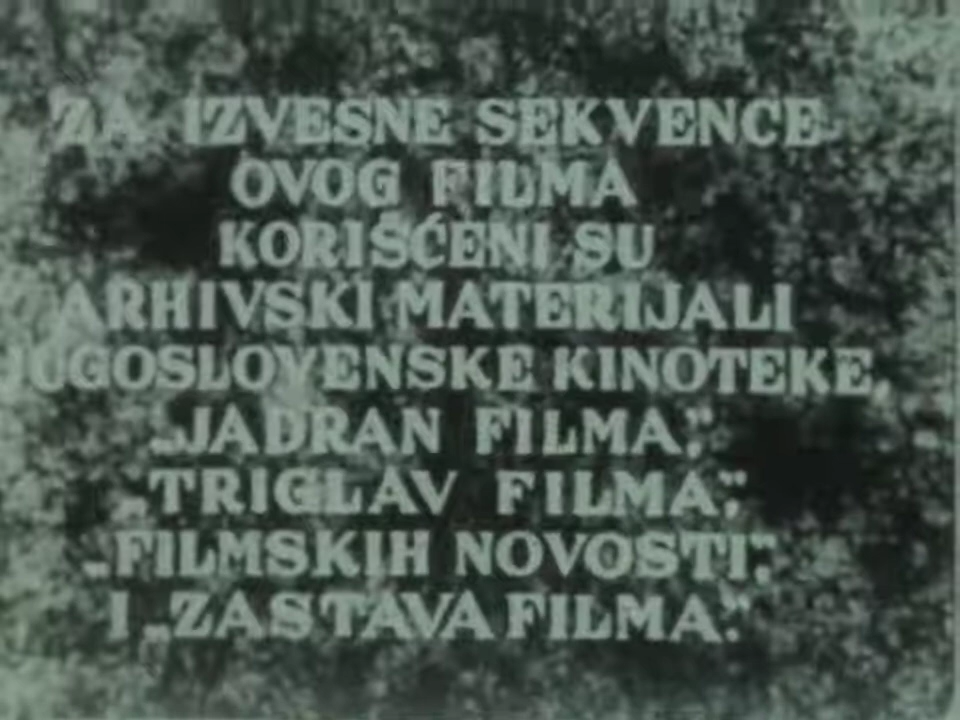 ZA IZVESNE SEKVENCE
OVOG FILMA
KORIŠĆENI SU
ARHIVSKI MATERIJALI
JUGOSLOVENSKE KINOTEKE,
„JADRAN FILMA”,
„TRIGLAV FILMA”,
„FILMSKIH NOVOSTI”,
I „ZASTAVA FILMA”.